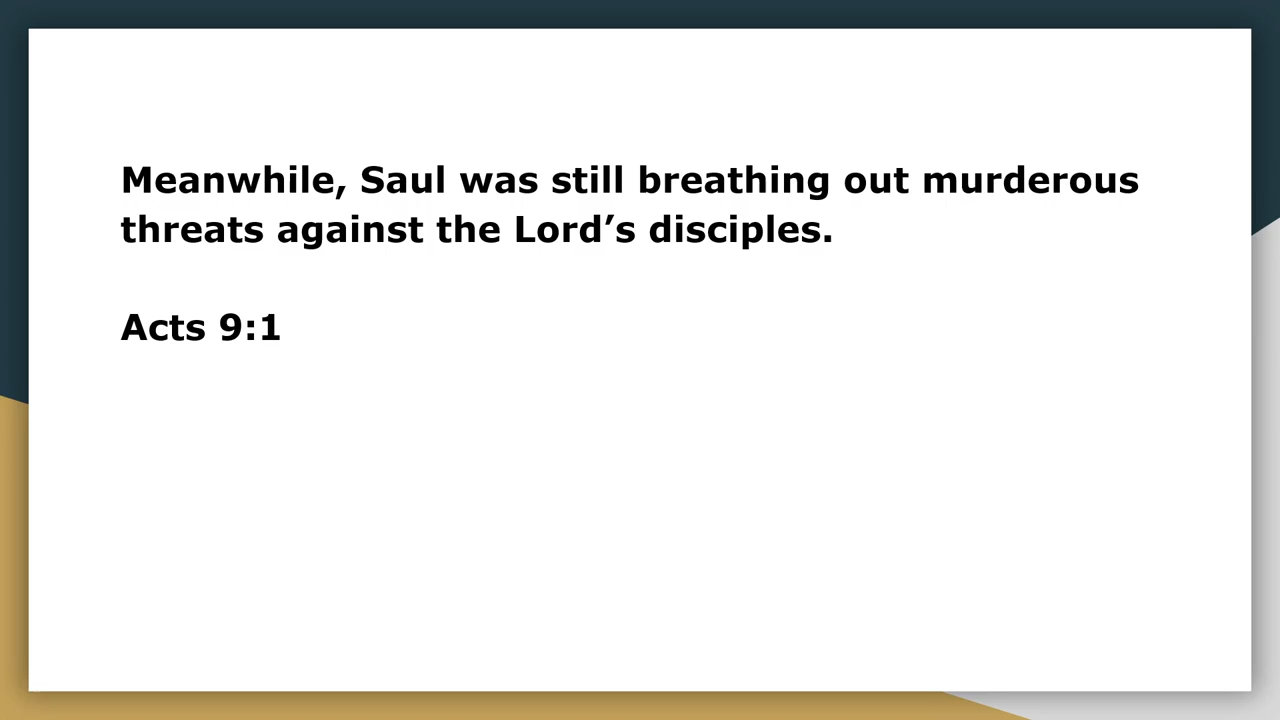 Meanwhile, Saul was still breathing out murderous
threats against the Lord’s disciples.
Acts 9:1